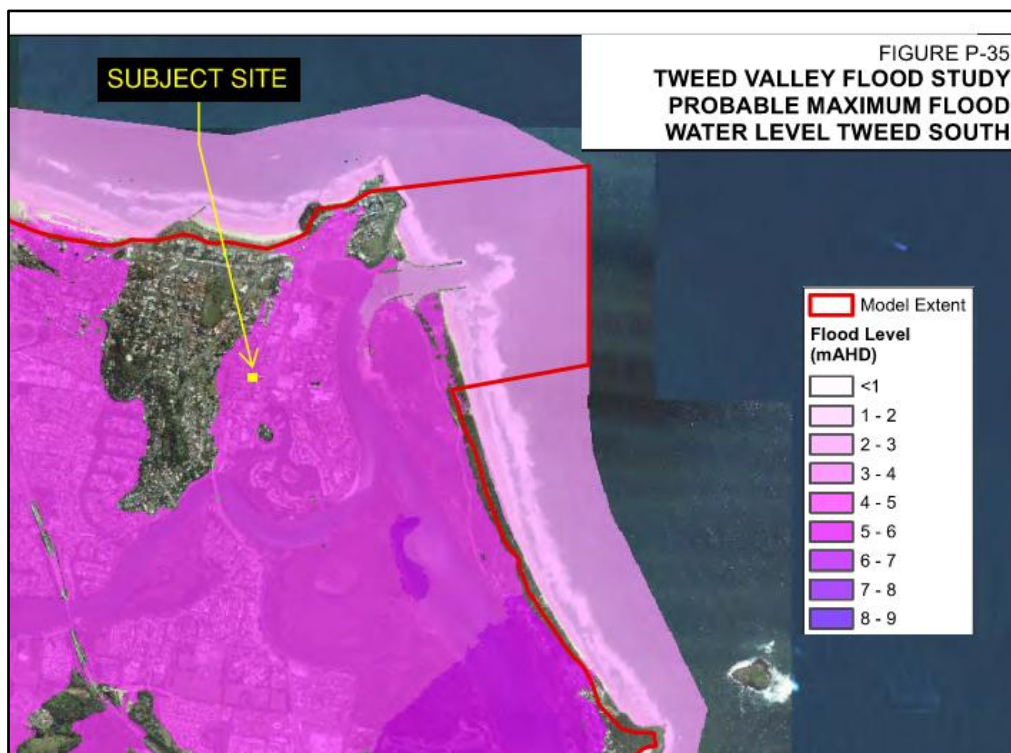 SUBJECT SITE
FIGURE P-35
TWEED VALLEY FLOOD STUDY
PROBABLE MAXIMUM FLOOD
WATER LEVEL TWEED SOUTH
Model Extent
Flood Level
(mAHD)
<1
1 - 2
2 - 3
3 - 4
4 - 5
5 - 6
6 - 7
7 - 8
8 - 9